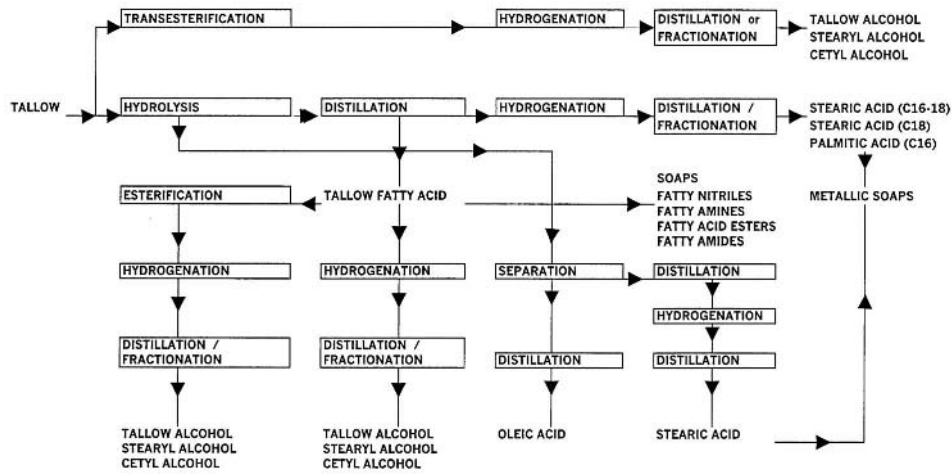 TRANSESTERIFICATION
HYDROGENATION
DISTILLATION or
FRACTIONATION
TALLOW ALCOHOL
STEARYL ALCOHOL
CETYL ALCOHOL
TALLOW
HYDROLYSIS
DISTILLATION
HYDROGENATION
DISTILLATION /
FRACTIONATION
STEARIC ACID (C16-18)
STEARIC ACID (C18)
PALMITIC ACID (C16)
ESTERIFICATION
TALLOW FATTY ACID
SOAPS
FATTY NITRILES
FATTY AMINES
FATTY ACID ESTERS
FATTY AMIDES
METALLIC SOAPS
HYDROGENATION
HYDROGENATION
SEPARATION
DISTILLATION
HYDROGENATION
DISTILLATION /
FRACTIONATION
DISTILLATION /
FRACTIONATION
DISTILLATION
DISTILLATION
TALLOW ALCOHOL
STEARYL ALCOHOL
CETYL ALCOHOL
TALLOW ALCOHOL
STEARYL ALCOHOL
CETYL ALCOHOL
OLEIC ACID
STEARIC ACID